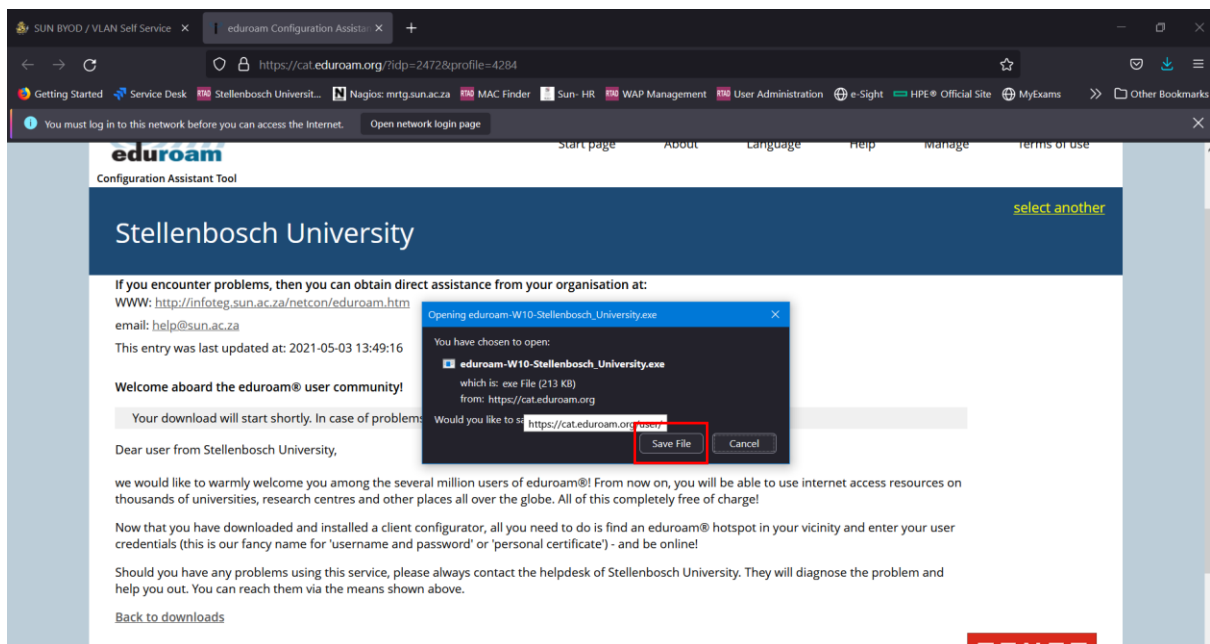 SUN BYOD / VLAN Self Service
eduroam Configuration Assistan
https://cat.eduroam.org/?idp=2472&profile=4284
Getting Started Service Desk Stellenbosch Universit... Nagios: mrtg.sun.ac.za MAC Finder Sun- HR WAP Management User Administration e-Sight HPE® Official Site MyExams Other Bookmarks
You must log in to this network before you can access the Internet. Open network login page
eduroam
Start page About Language Help Manage Terms of use
Configuration Assistant Tool
select another
Stellenbosch University
If you encounter problems, then you can obtain direct assistance from your organisation at:
WWW: http://infoteg.sun.ac.za/netcon/eduroam.htm
email: help@sun.ac.za
This entry was last updated at: 2021-05-03 13:49:16
Welcome aboard the eduroam® user community!
Your download will start shortly. In case of problems
Opening eduroam-W10-Stellenbosch_University.exe
You have chosen to open:
eduroam-W10-Stellenbosch_University.exe
which is: exe File (213 KB)
from: https://cat.eduroam.org
Would you like to sa
https://cat.eduroam.org/user/
Save File Cancel
Dear user from Stellenbosch University,
we would like to warmly welcome you among the several million users of eduroam®! From now on, you will be able to use internet access resources on
thousands of universities, research centres and other places all over the globe. All of this completely free of charge!
Now that you have downloaded and installed a client configurator, all you need to do is find an eduroam® hotspot in your vicinity and enter your user
credentials (this is our fancy name for 'username and password' or 'personal certificate') - and be online!
Should you have any problems using this service, please always contact the helpdesk of Stellenbosch University. They will diagnose the problem and
help you out. You can reach them via the means shown above.
Back to downloads